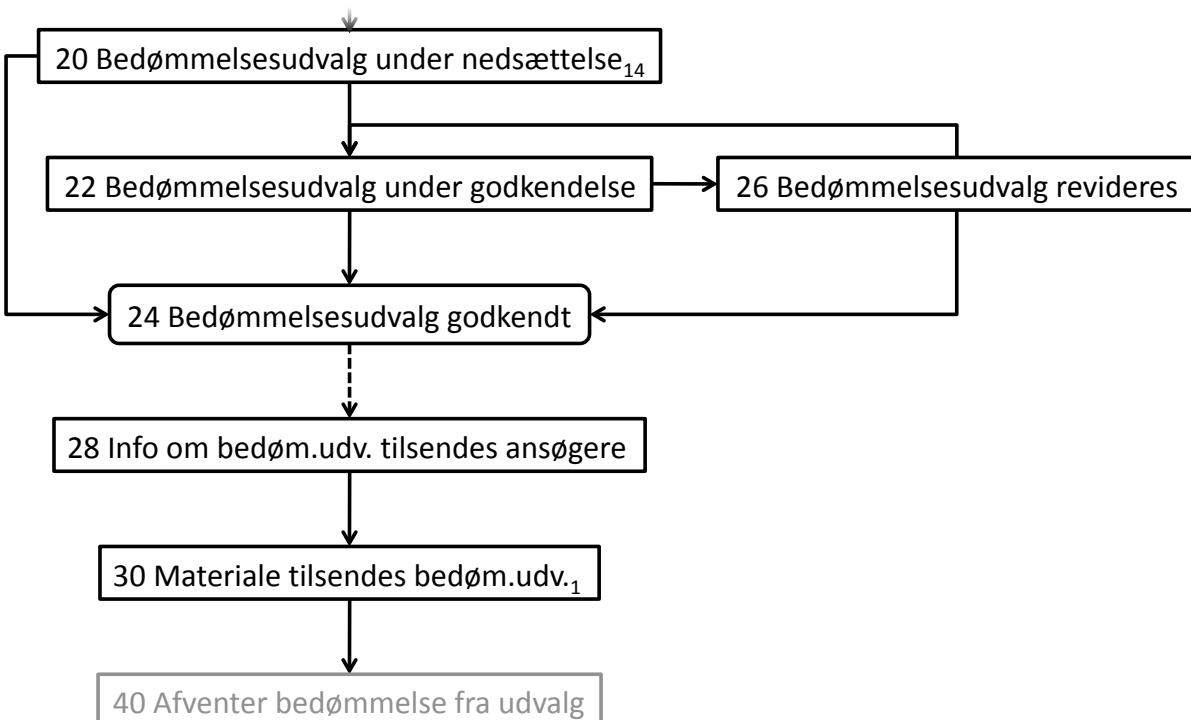 20 Bedømmelsesudvalg under nedsættelse14
22 Bedømmelsesudvalg under godkendelse
26 Bedømmelsesudvalg revideres
24 Bedømmelsesudvalg godkendt
28 Info om bedøm.udv. tilsendes ansøgere
30 Materiale tilsendes bedøm.udv.1
40 Afventer bedømmelse fra udvalg